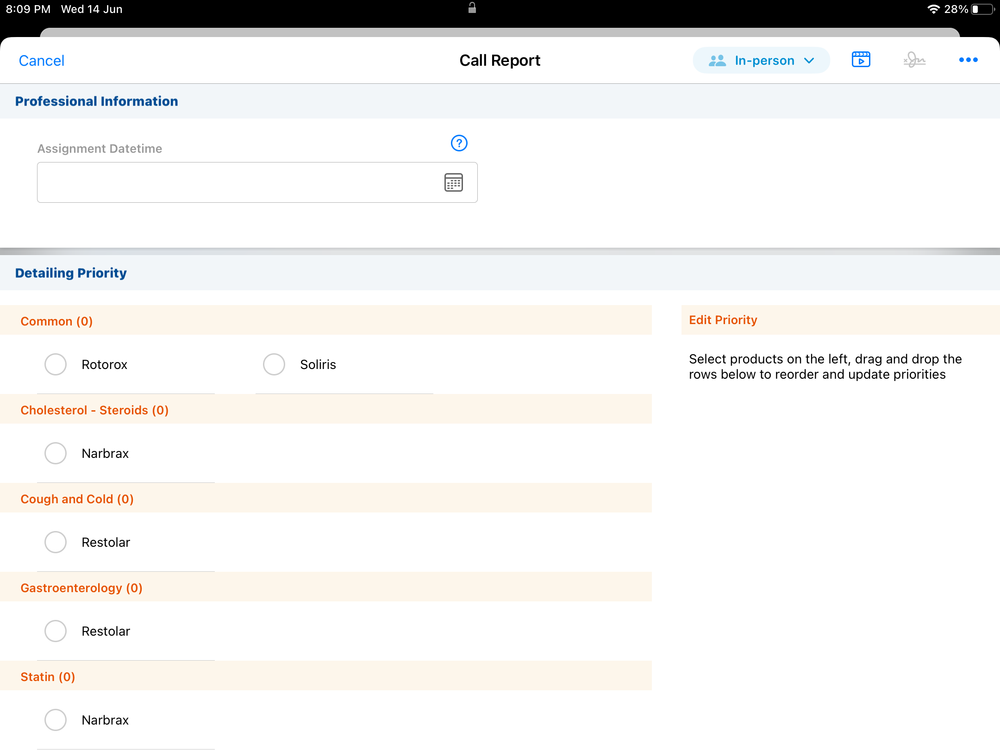 8:09 PM Wed 14 Jun
28%
Cancel
Call Report
In-person
Professional Information
Assignment Datetime
?
Detailing Priority
Common (0)
Edit Priority
Rotorox
Soliris
Select products on the left, drag and drop the
rows below to reorder and update priorities
Cholesterol - Steroids (0)
Narbrax
Cough and Cold (0)
Restolar
Gastroenterology (0)
Restolar
Statin (0)
Narbrax